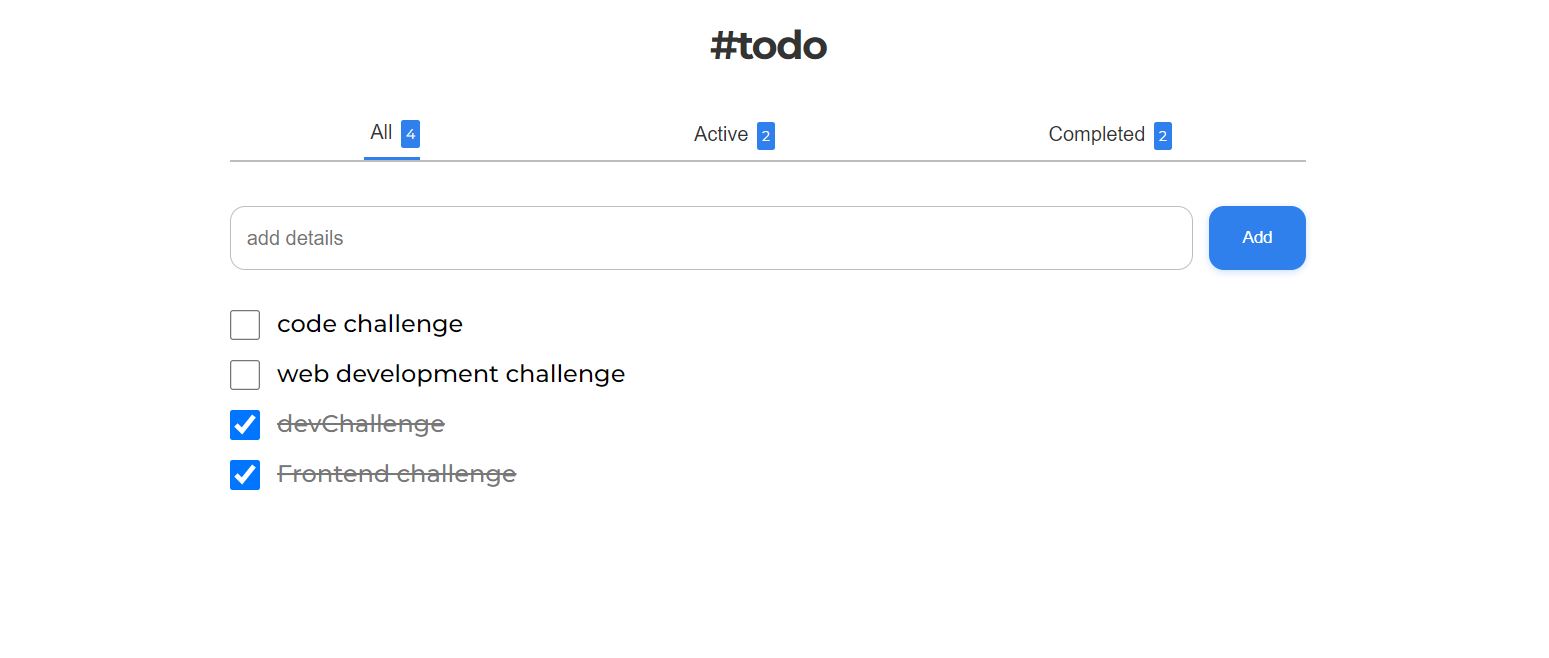 #todo
All 4 Active 2 Completed 2
add details Add
code challenge
web development challenge
devChallenge
Frontend challenge